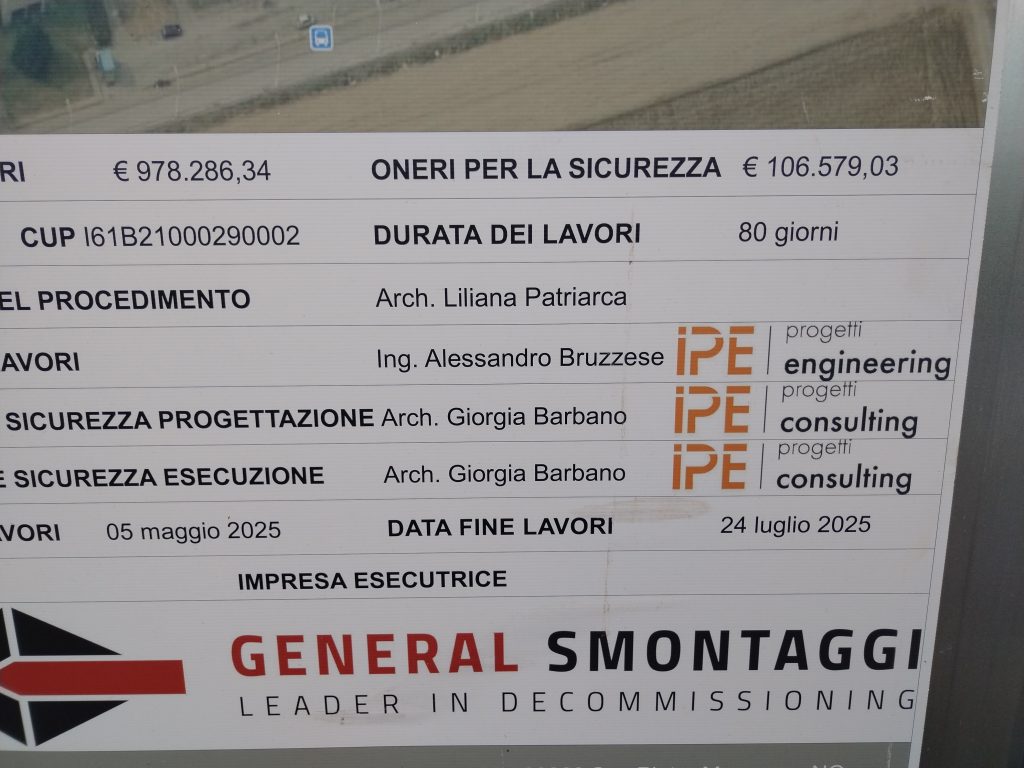 RI € 978.286,34 ONERI PER LA SICUREZZA € 106.579,03
CUP I61B21000290002 DURATA DEI LAVORI 80 giorni
EL PROCEDIMENTO Arch. Liliana Patriarca
AVORI Ing. Alessandro Bruzzese iPE progetti engineering
SICUREZZA PROGETTAZIONE Arch. Giorgia Barbano iPE progetti consulting
E SICUREZZA ESECUZIONE Arch. Giorgia Barbano iPE progetti consulting
AVORI 05 maggio 2025 DATA FINE LAVORI 24 luglio 2025
IMPRESA ESECUTRICE
GENERAL SMONTAGGI
LEADER IN DECOMMISSIONING